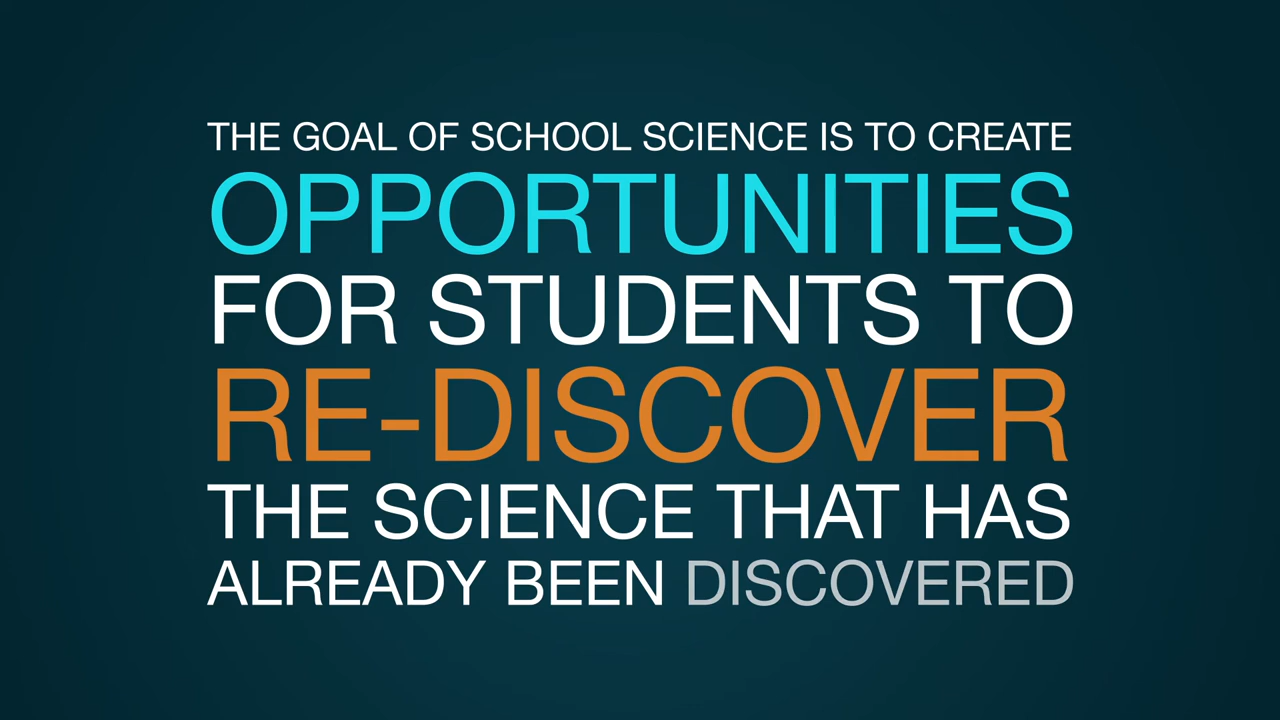 THE GOAL OF SCHOOL SCIENCE IS TO CREATE
OPPORTUNITIES
FOR STUDENTS TO
RE-DISCOVER
THE SCIENCE THAT HAS
ALREADY BEEN DISCOVERED